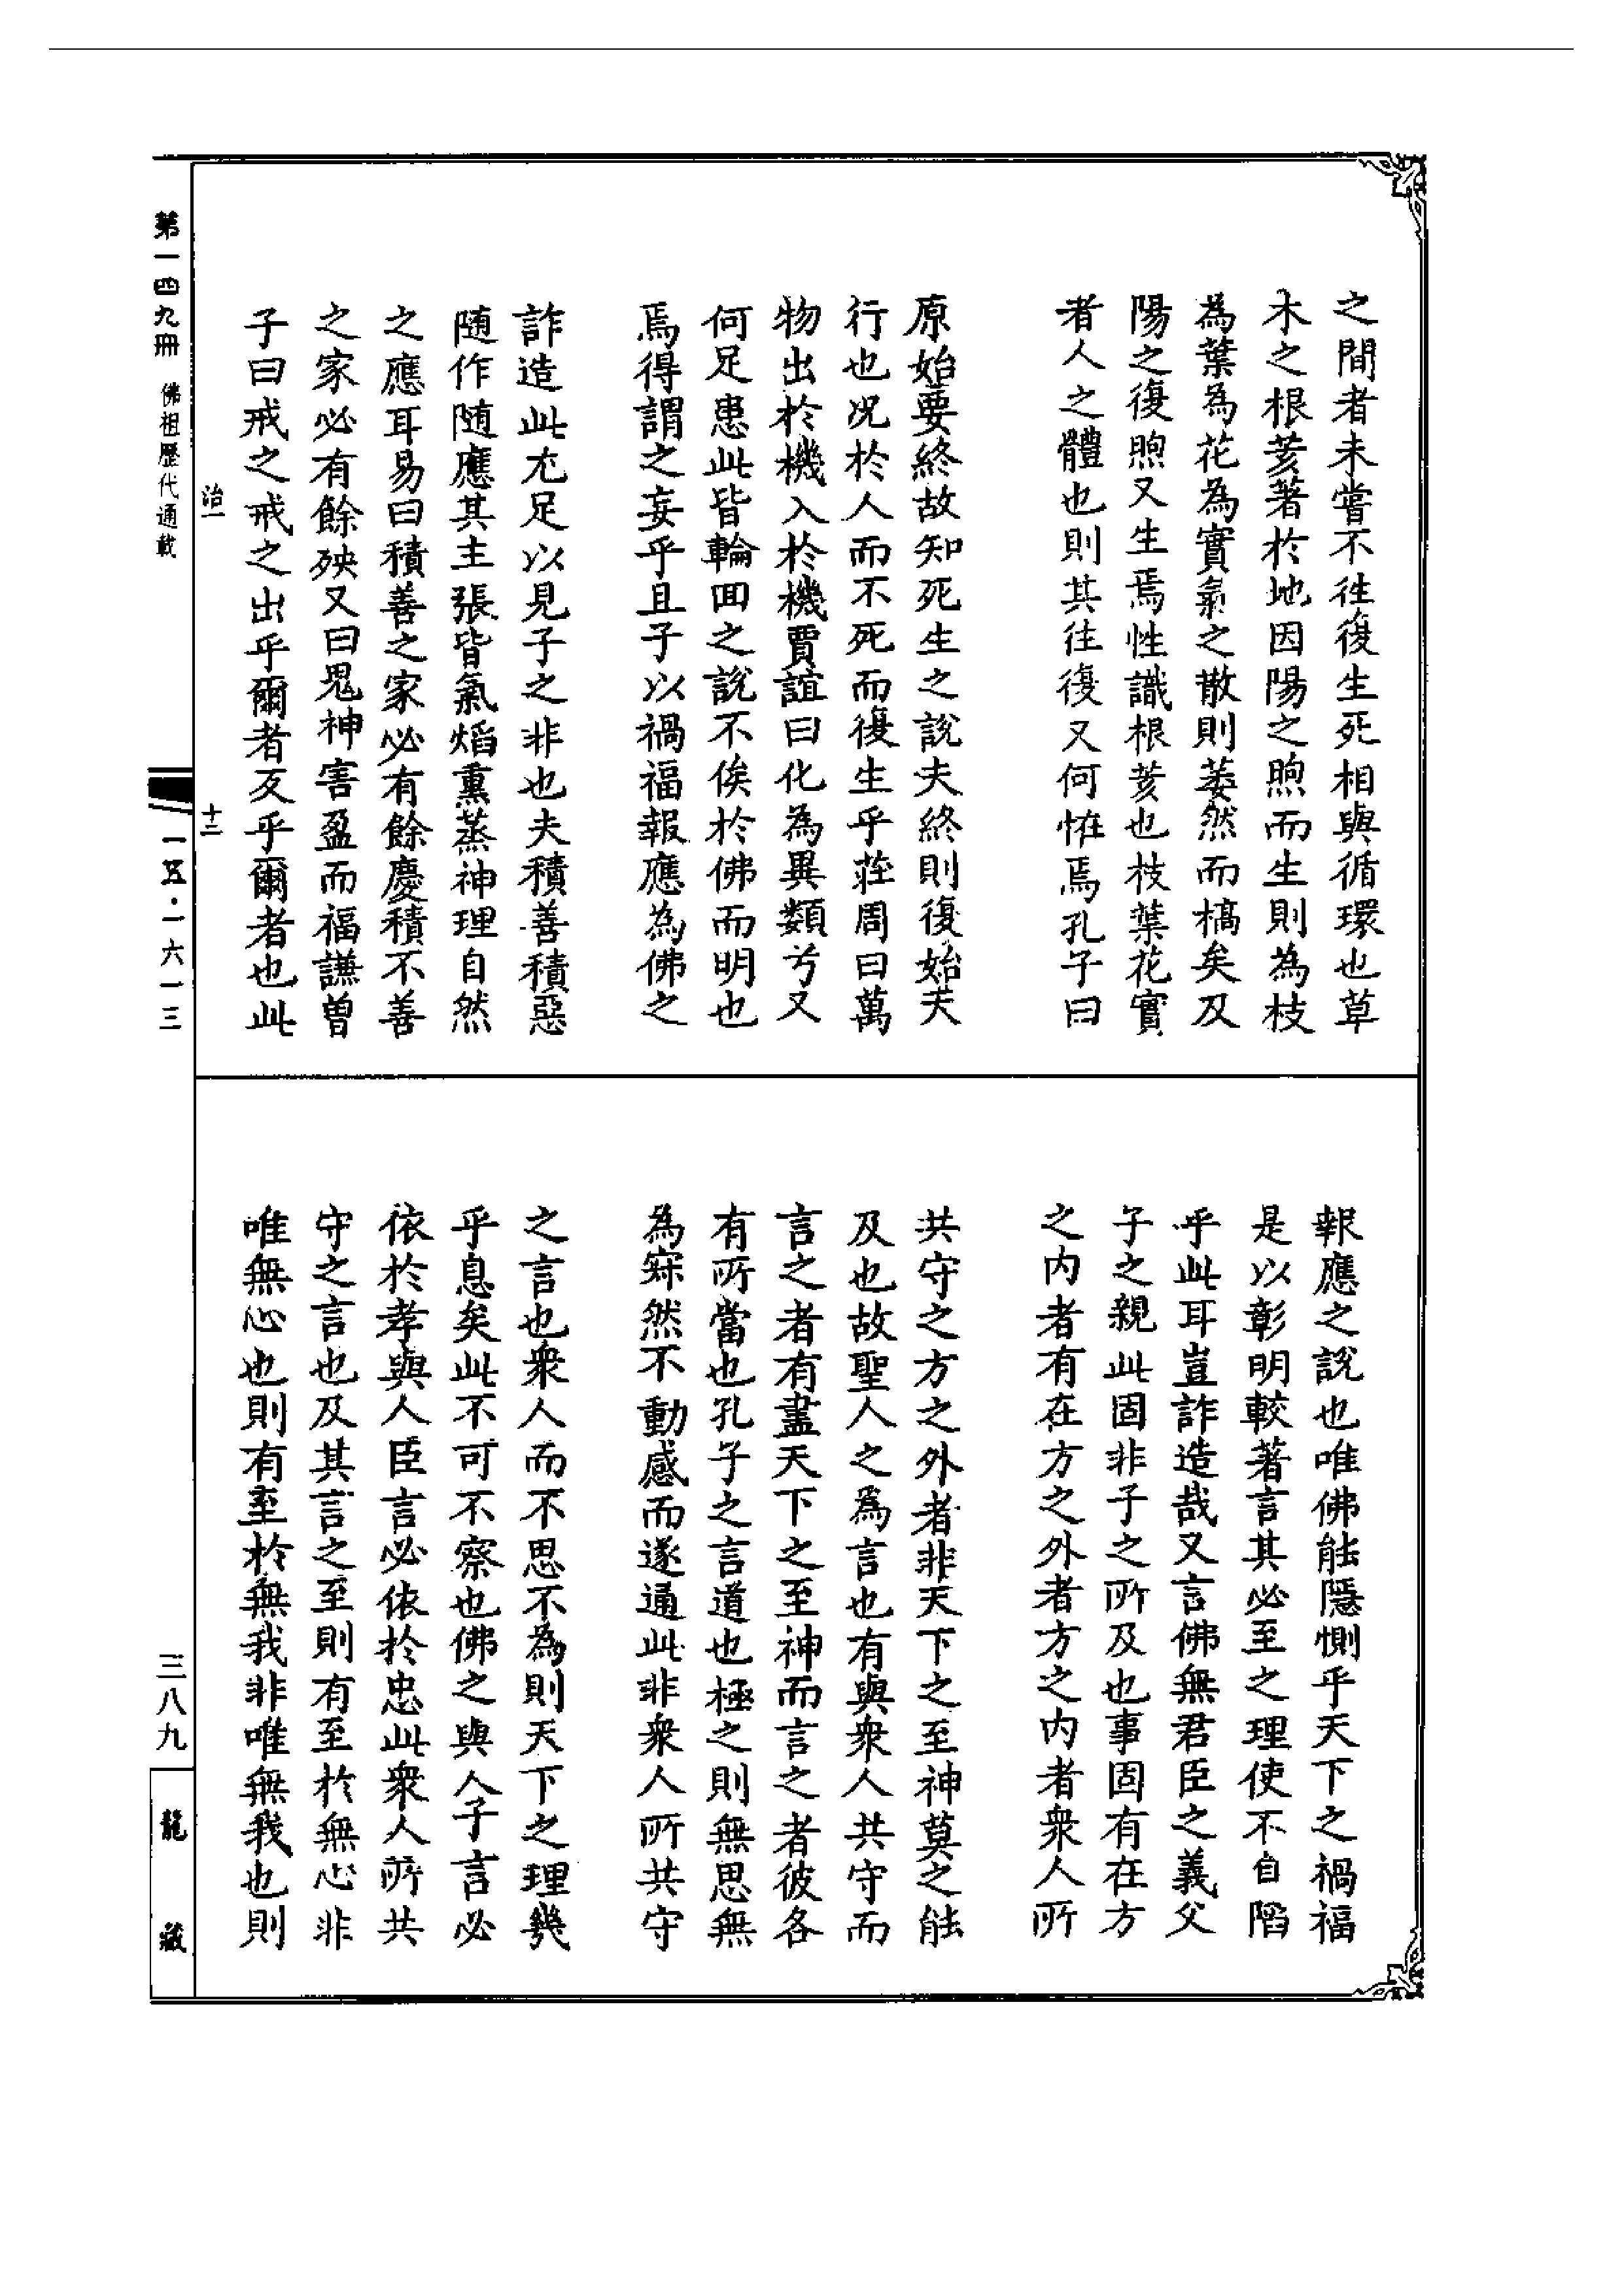 之間者未嘗不徃復生死相與循環也草
木之根荄著於地因陽之煦而生則為枝
為葉為花為實氣之散則萎然而槁矣及
陽之復煦又生焉性識根荄也枝葉花實
者人之體也則其往復又何恠焉孔子曰
原始要終故知死生之說夫終則復始天
行也况於人而不死而復生乎莊周曰萬
物出於機入於機賈誼曰化為異類兮又
何足患此皆輪回之說不俟於佛而明也
焉得謂之妄乎且子以禍福報應為佛之
詐造此尤足以見子之非也夫積善積惡
随作随應其主張皆氣熖熏蒸神理自然
之應耳易曰積善之家必有餘慶積不善
之家必有餘殃又曰鬼神害盈而福謙曽
子曰戒之戒之出乎爾者反乎爾者也此
報應之說也唯佛能隱惻乎天下之禍福
是以彰明較著言其必至之理使不自陷
乎此耳豈詐造哉又言佛無君臣之義父
子之親此固非子之所及也事固有在方
之内者有在方之外者方之内者衆人所
共守之方之外者非天下之至神莫之能
及也故聖人之為言也有與衆人共守而
言之者有盡天下之至神而言之者彼各
有所當也孔子之言道也極之則無思無
為寂然不動感而遂通此非衆人所共守
之言也衆人而不思不為則天下之理幾
乎息矣此不可不察也佛之與人子言必
依於孝與人臣言必依於忠此衆人所共
守之言也及其言之至則有至於無心非
唯無心也則有至於無我非唯無我也則
第一四九冊 佛祖歷代通載
治一
十三
一五·一六一三
三八九
龍藏